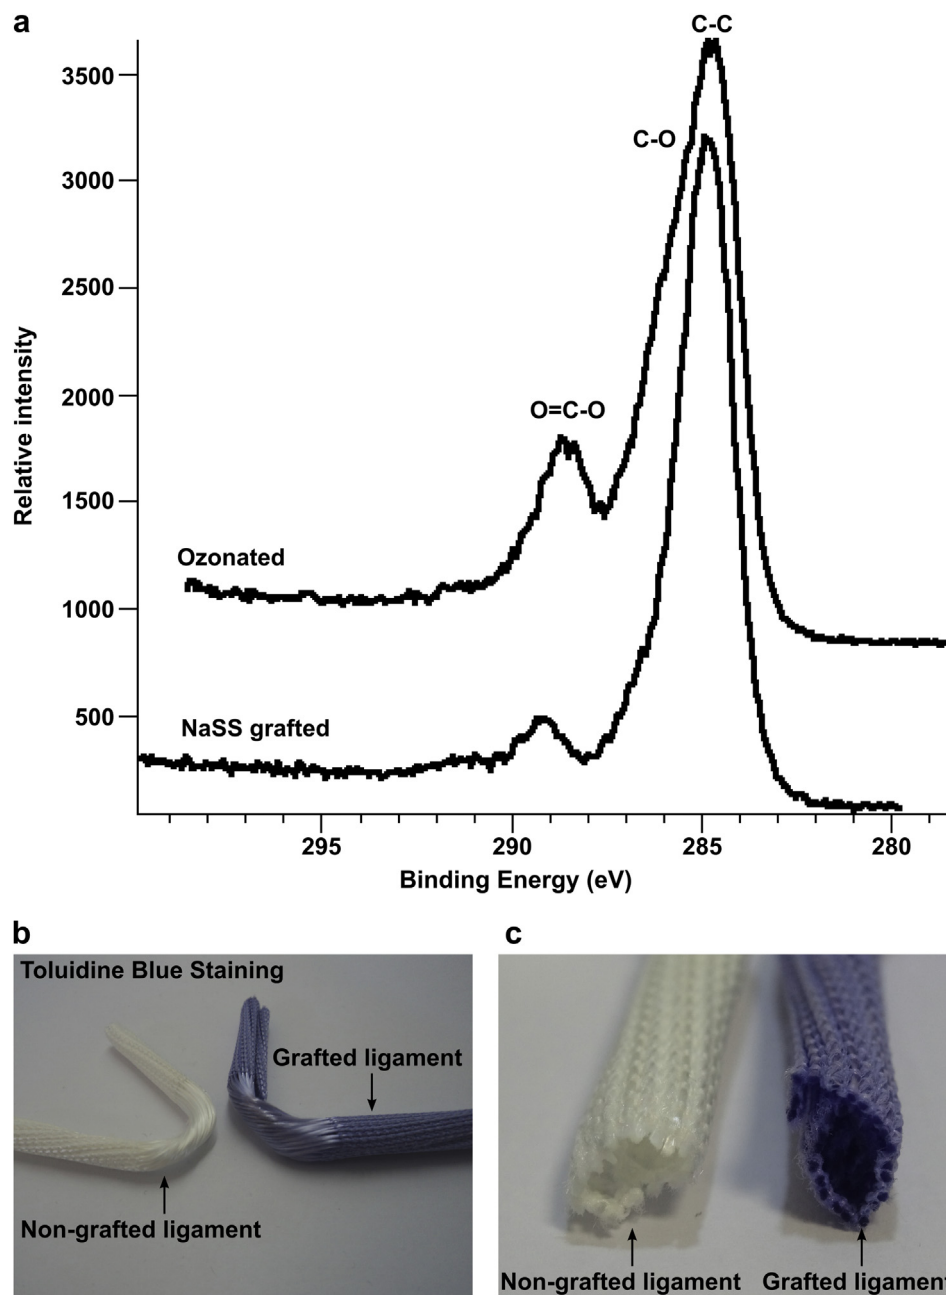 a
C-C
3500
C-O
3000
2500
2000
O=C-O
1500
Ozonated
1000
500
NaSS grafted
295 290 285 280
Relative intensity
Binding Energy (eV)
b
Toluidine Blue Staining
Grafted ligament
Non-grafted ligament
c
Non-grafted ligament Grafted ligament